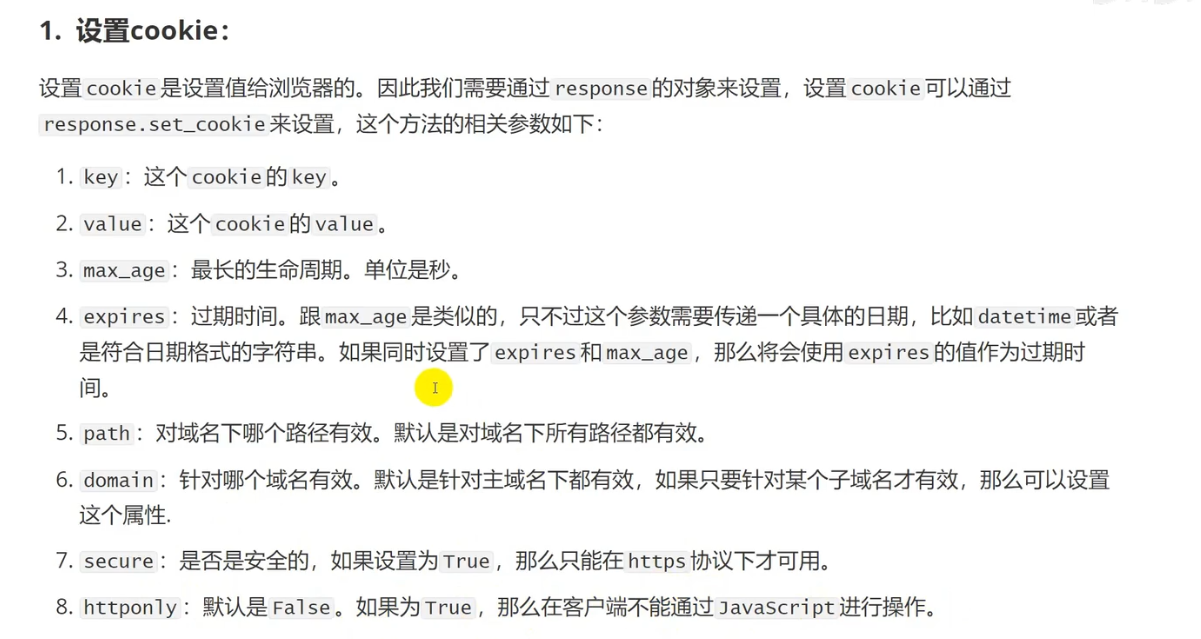 1. 设置cookie：
设置cookie是设置值给浏览器的。因此我们需要通过response的对象来设置，设置cookie可以通过
response.set_cookie来设置，这个方法的相关参数如下：
1. key：这个cookie的key。
2. value：这个cookie的value。
3. max_age：最长的生命周期。单位是秒。
4. expires：过期时间。跟max_age是类似的，只不过这个参数需要传递一个具体的日期，比如datetime或者
是符合日期格式的字符串。如果同时设置了expires和max_age，那么将会使用expires的值作为过期时
间。
5. path：对域名下哪个路径有效。默认是对域名下所有路径都有效。
6. domain：针对哪个域名有效。默认是针对主域名下都有效，如果只要针对某个子域名才有效，那么可以设置
这个属性.
7. secure：是否是安全的，如果设置为True，那么只能在https协议下才可用。
8. httponly：默认是False。如果为True，那么在客户端不能通过JavaScript进行操作。